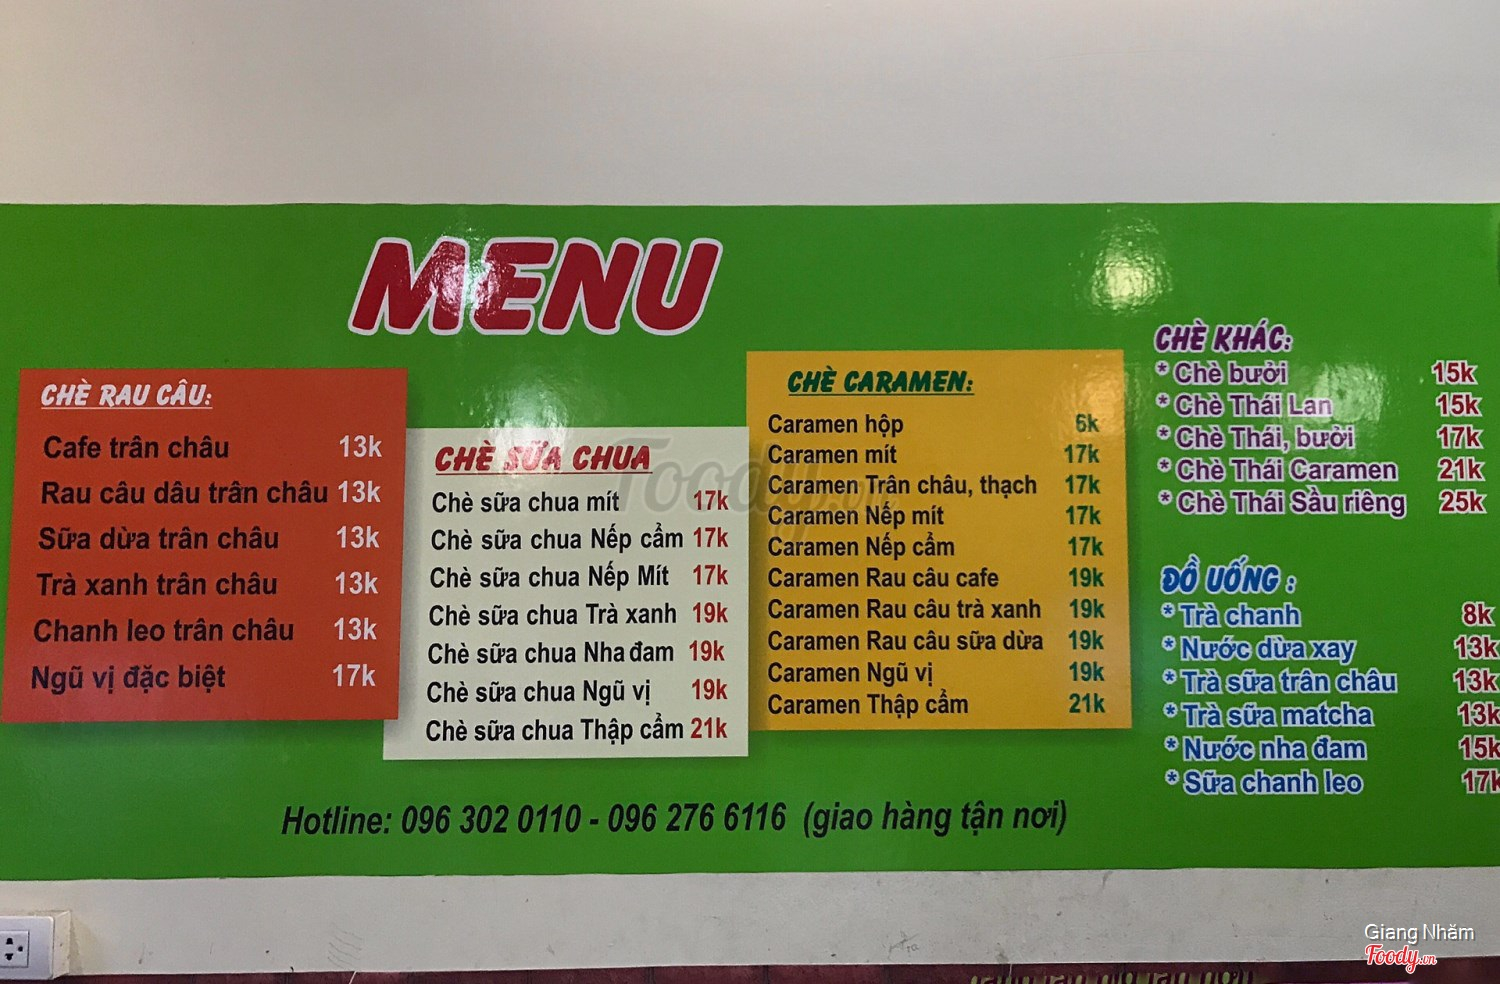 MENU
CHÈ RAU CÂU:
Cafe trân châu 13k
Rau câu dâu trân châu 13k
Sữa dừa trân châu 13k
Trà xanh trân châu 13k
Chanh leo trân châu 13k
Ngũ vị đặc biệt 17k
CHÈ SỮA CHUA
Chè sữa chua mít 17k
Chè sữa chua Nếp cẩm 17k
Chè sữa chua Nếp Mít 17k
Chè sữa chua Trà xanh 19k
Chè sữa chua Nha đam 19k
Chè sữa chua Ngũ vị 19k
Chè sữa chua Thập cẩm 21k
CHÈ CARAMEN:
Caramen hộp 6k
Caramen mít 17k
Caramen Trân châu, thạch 17k
Caramen Nếp mít 17k
Caramen Nếp cẩm 17k
Caramen Rau câu cafe 19k
Caramen Rau câu trà xanh 19k
Caramen Rau câu sữa dừa 19k
Caramen Ngũ vị 19k
Caramen Thập cẩm 21k
CHÈ KHÁC:
* Chè bưởi 15k
* Chè Thái Lan 15k
* Chè Thái, bưởi 17k
* Chè Thái Caramen 21k
* Chè Thái Sầu riêng 25k
ĐỒ UỐNG :
* Trà chanh 8k
* Nước dừa xay 13k
* Trà sữa trân châu 13k
* Trà sữa matcha 13k
* Nước nha đam 15k
* Sữa chanh leo 17k
Hotline: 096 302 0110 - 096 276 6116 (giao hàng tận nơi)
Foody.vn
Giang Nhăm
Foody.vn